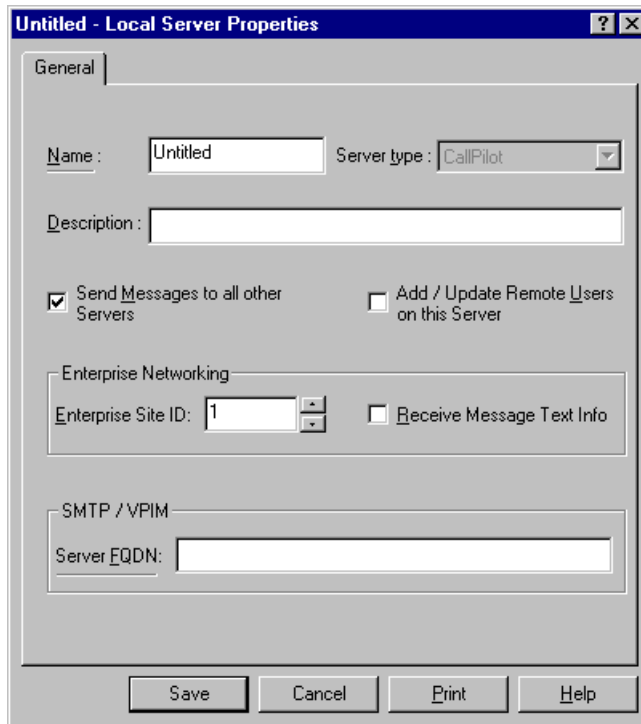 Untitled - Local Server Properties
General
Name : Untitled Server type : CallPilot
Description :
Send Messages to all other
Servers
Add / Update Remote Users
on this Server
Enterprise Networking
Enterprise Site ID: 1 Receive Message Text Info
SMTP / VPIM
Server FQDN:
Save Cancel Print Help